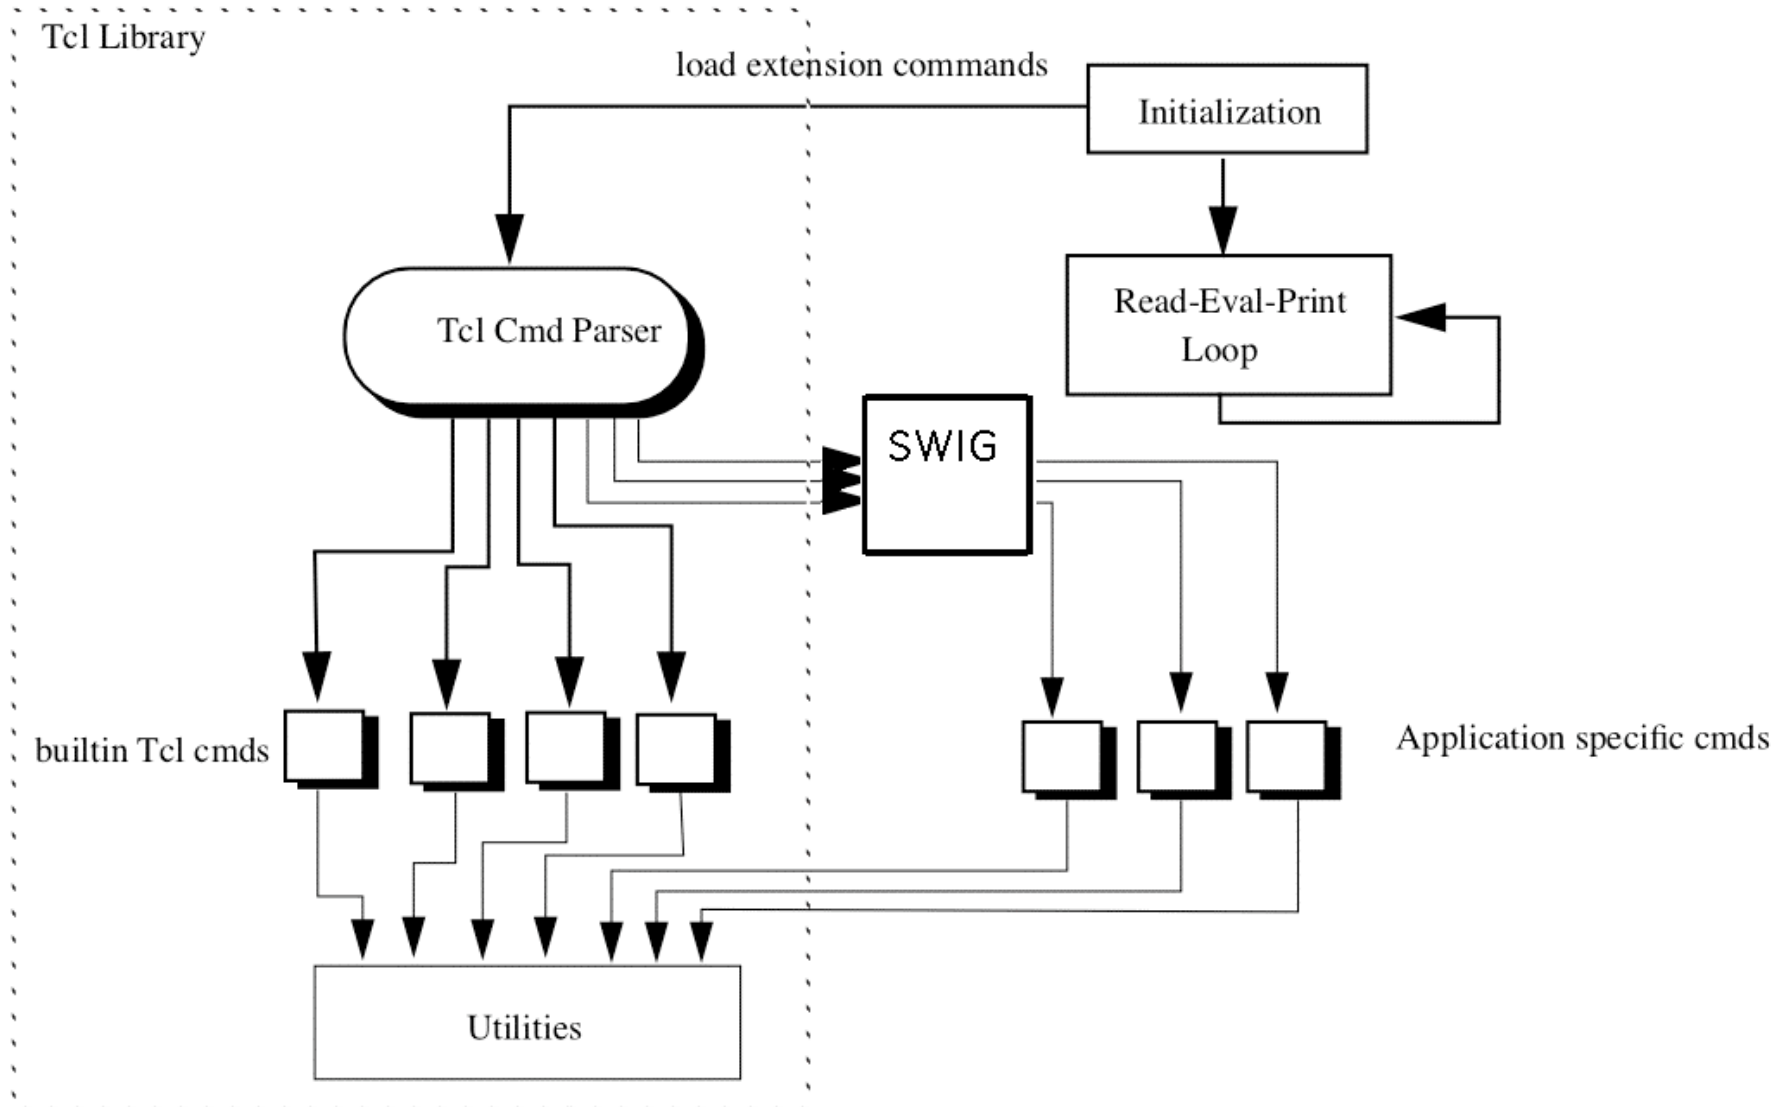 Tcl Library
load extension commands
Initialization
Tcl Cmd Parser
Read-Eval-Print
Loop
SWIG
builtin Tcl cmds
Application specific cmds
Utilities